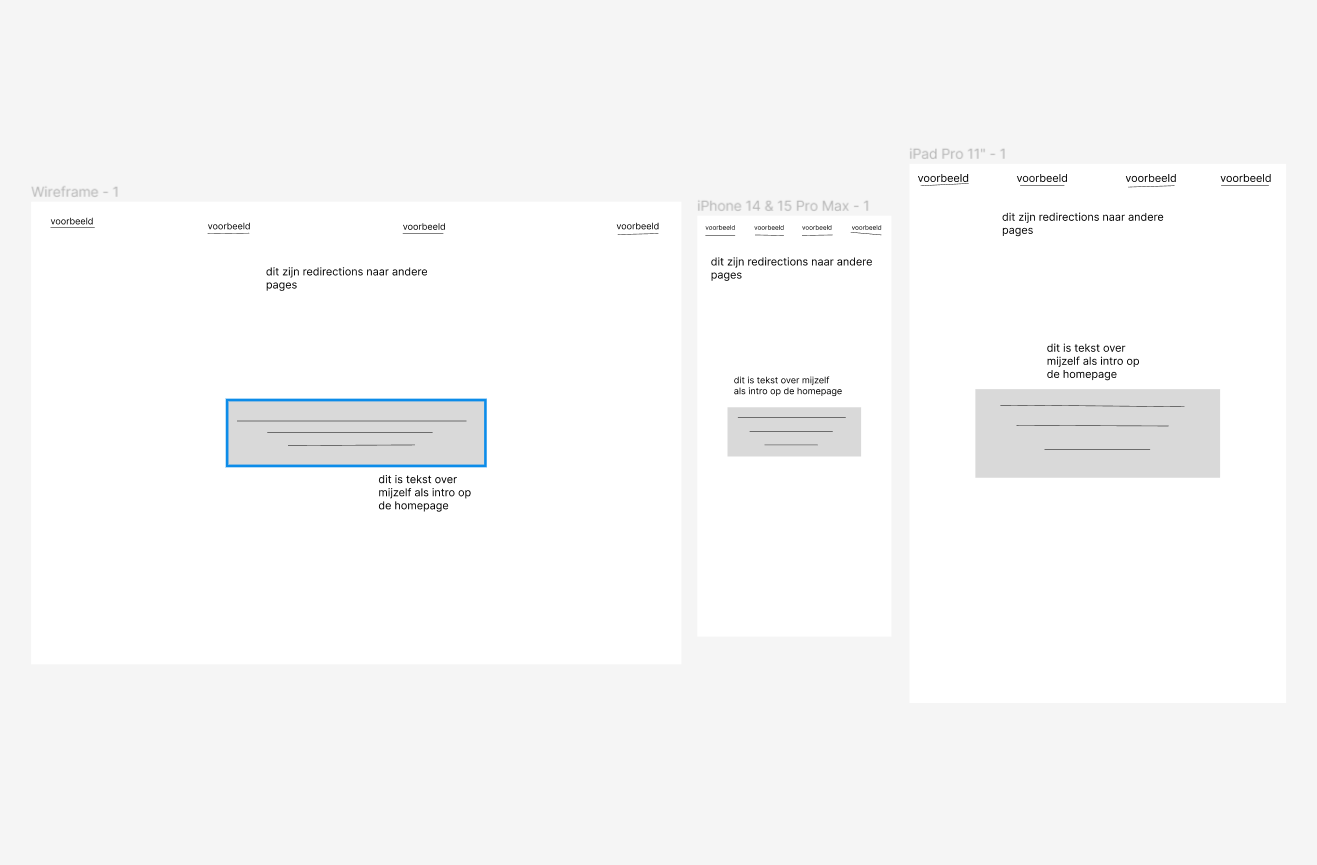 Wireframe - 1
voorbeeld
voorbeeld
voorbeeld
voorbeeld
dit zijn redirections naar andere
pages
dit is tekst over
mijzelf als intro op
de homepage
iPhone 14 & 15 Pro Max - 1
voorbeeld
voorbeeld
voorbeeld
voorbeeld
dit zijn redirections naar andere
pages
dit is tekst over mijzelf
als intro op de homepage
iPad Pro 11" - 1
voorbeeld
voorbeeld
voorbeeld
voorbeeld
dit zijn redirections naar andere
pages
dit is tekst over
mijzelf als intro op
de homepage